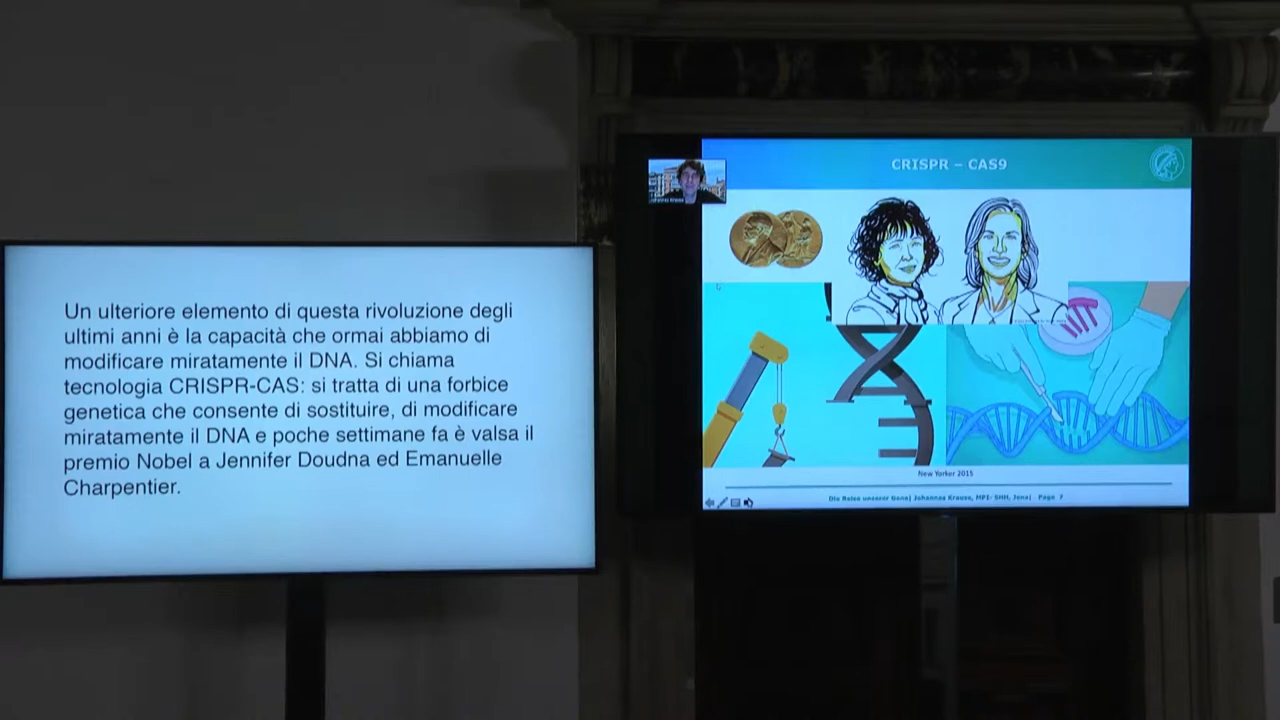 Un ulteriore elemento di questa rivoluzione degli
ultimi anni è la capacità che ormai abbiamo di
modificare miratamente il DNA. Si chiama
tecnologia CRISPR-CAS: si tratta di una forbice
genetica che consente di sostituire, di modificare
miratamente il DNA e poche settimane fa è valsa il
premio Nobel a Jennifer Doudna ed Emanuelle
Charpentier.
CRISPR – CAS9
Johannes Krause
New Yorker 2015
Die Reise unserer Gene| Johannes Krause, MPI- SHH, Jena| Page 7